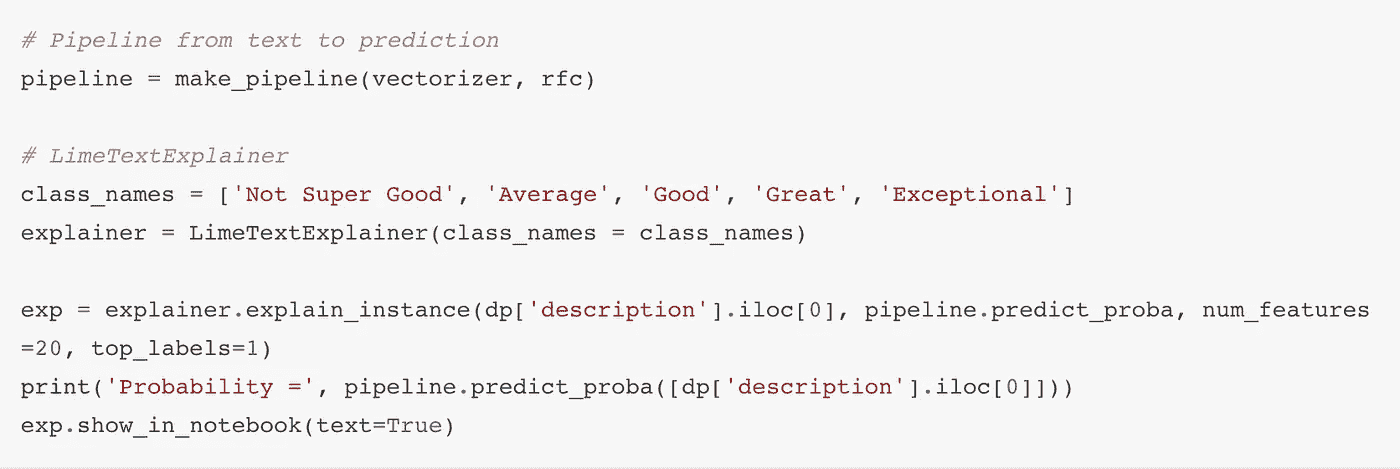 # Pipeline from text to prediction
pipeline = make_pipeline(vectorizer, rfc)
# LimeTextExplainer
class_names = ['Not Super Good', 'Average', 'Good', 'Great', 'Exceptional']
explainer = LimeTextExplainer(class_names = class_names)
exp = explainer.explain_instance(dp['description'].iloc[0], pipeline.predict_proba, num_features
=20, top_labels=1)
print('Probability =', pipeline.predict_proba([dp['description'].iloc[0]]))
exp.show_in_notebook(text=True)